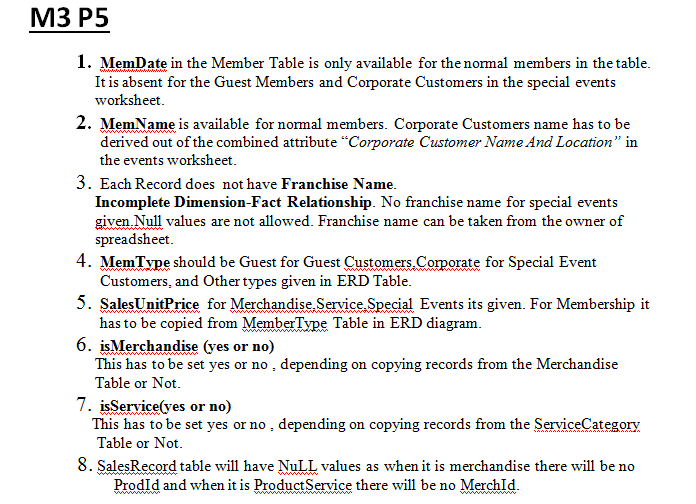 M3 P5
1. MemDate in the Member Table is only available for the normal members in the table.
It is absent for the Guest Members and Corporate Customers in the special events
worksheet.
2. MemName is available for normal members. Corporate Customers name has to be
derived out of the combined attribute “Corporate Customer Name And Location” in
the events worksheet.
3. Each Record does not have Franchise Name.
Incomplete Dimension-Fact Relationship. No franchise name for special events
given.Null values are not allowed. Franchise name can be taken from the owner of
spreadsheet.
4. MemType should be Guest for Guest Customers,Corporate for Special Event
Customers, and Other types given in ERD Table.
5. SalesUnitPrice for Merchandise,Service,Special Events its given. For Membership it
has to be copied from MemberType Table in ERD diagram.
6. isMerchandise (yes or no)
This has to be set yes or no , depending on copying records from the Merchandise
Table or Not.
7. isService(yes or no)
This has to be set yes or no , depending on copying records from the ServiceCategory
Table or Not.
8. SalesRecord table will have NuLL values as when it is merchandise there will be no
ProdId and when it is ProductService there will be no MerchId.